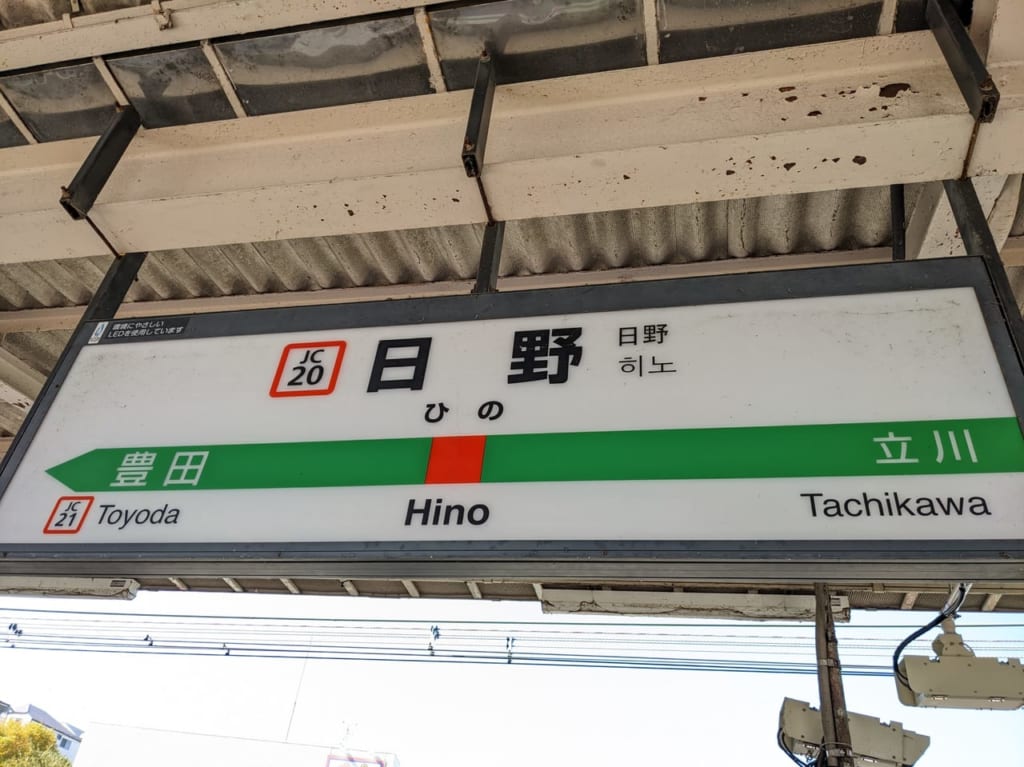 環境にやさしい
LEDを使用しています
JC
20
日野
日野
히노
ひの
豊田
立川
JC
21
Toyoda
Hino
Tachikawa